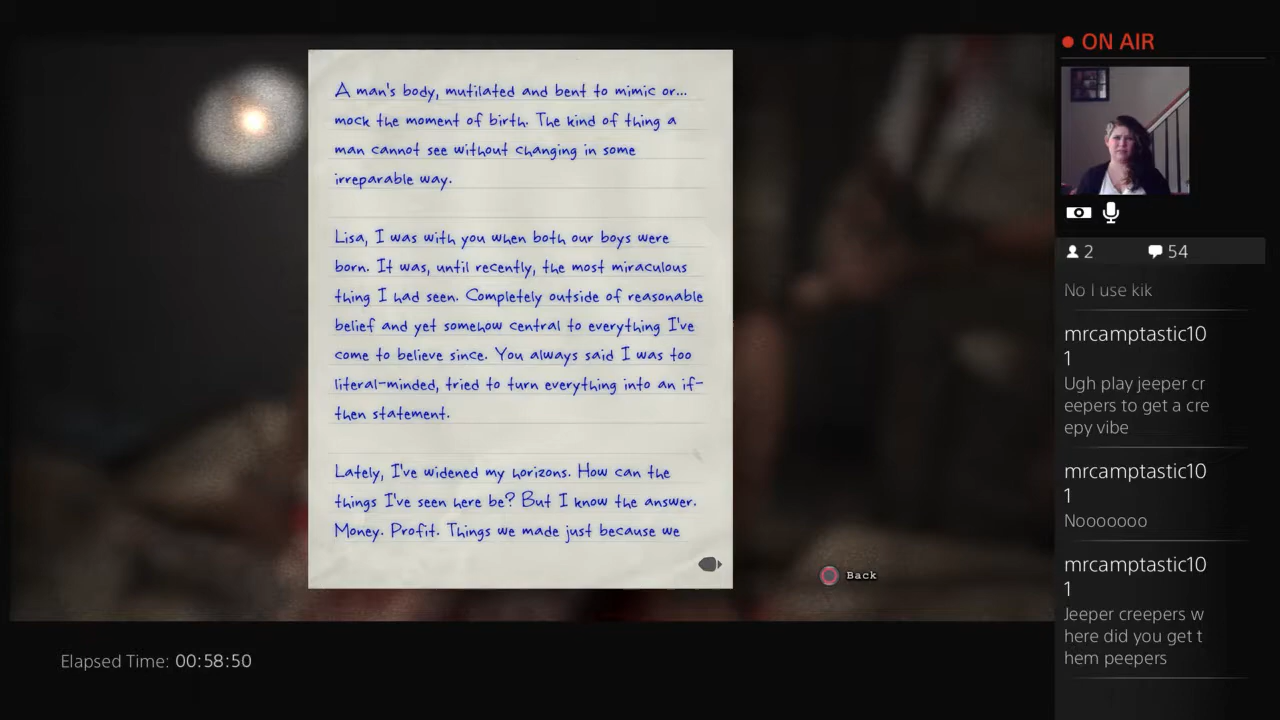 A man's body, mutilated and bent to mimic or...
mock the moment of birth. The kind of thing a
man cannot see without changing in some
irreparable way.
Lisa, I was with you when both our boys were
born. It was, until recently, the most miraculous
thing I had seen. Completely outside of reasonable
belief and yet somehow central to everything I've
come to believe since. You always said I was too
literal-minded, tried to turn everything into an if-
then statement.
Lately, I've widened my horizons. How can the
things I've seen here be? But I know the answer.
Money. Profit. Things we made just because we
Back
Elapsed Time: 00:58:50
ON AIR
2 54
No I use kik
mrcamptastic10
1
Ugh play jeeper cr
eepers to get a cre
epy vibe
mrcamptastic10
1
Nooooooo
mrcamptastic10
1
Jeeper creepers w
here did you get t
hem peepers